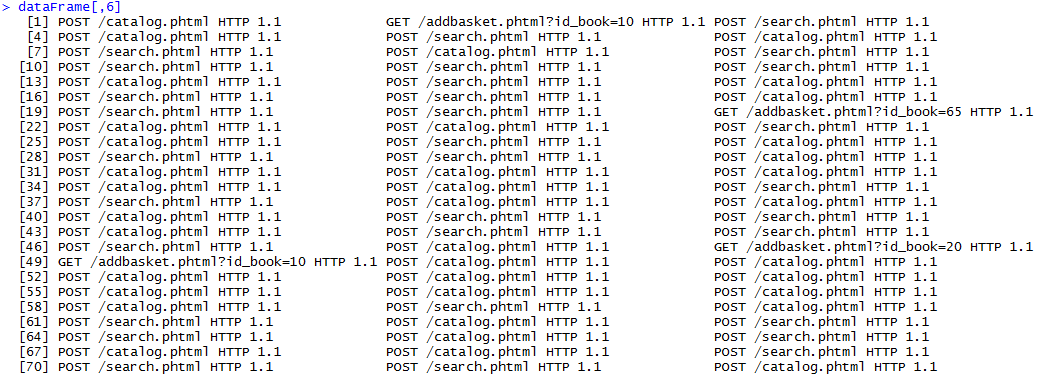 > dataFrame[,6]
[1] POST /catalog.phtml HTTP 1.1 GET /addbasket.phtml?id_book=10 HTTP 1.1 POST /search.phtml HTTP 1.1
[4] POST /catalog.phtml HTTP 1.1 POST /search.phtml HTTP 1.1 POST /catalog.phtml HTTP 1.1
[7] POST /search.phtml HTTP 1.1 POST /catalog.phtml HTTP 1.1 POST /search.phtml HTTP 1.1
[10] POST /search.phtml HTTP 1.1 POST /search.phtml HTTP 1.1 POST /search.phtml HTTP 1.1
[13] POST /catalog.phtml HTTP 1.1 POST /search.phtml HTTP 1.1 POST /catalog.phtml HTTP 1.1
[16] POST /search.phtml HTTP 1.1 POST /search.phtml HTTP 1.1 POST /catalog.phtml HTTP 1.1
[19] POST /search.phtml HTTP 1.1 POST /search.phtml HTTP 1.1 GET /addbasket.phtml?id_book=65 HTTP 1.1
[22] POST /catalog.phtml HTTP 1.1 POST /catalog.phtml HTTP 1.1 POST /search.phtml HTTP 1.1
[25] POST /search.phtml HTTP 1.1 POST /search.phtml HTTP 1.1 POST /catalog.phtml HTTP 1.1
[28] POST /search.phtml HTTP 1.1 POST /search.phtml HTTP 1.1 POST /catalog.phtml HTTP 1.1
[31] POST /catalog.phtml HTTP 1.1 POST /catalog.phtml HTTP 1.1 POST /catalog.phtml HTTP 1.1
[34] POST /catalog.phtml HTTP 1.1 POST /catalog.phtml HTTP 1.1 POST /search.phtml HTTP 1.1
[37] POST /catalog.phtml HTTP 1.1 POST /search.phtml HTTP 1.1 POST /catalog.phtml HTTP 1.1
[40] POST /catalog.phtml HTTP 1.1 POST /search.phtml HTTP 1.1 POST /search.phtml HTTP 1.1
[43] POST /search.phtml HTTP 1.1 POST /catalog.phtml HTTP 1.1 POST /search.phtml HTTP 1.1
[46] POST /search.phtml HTTP 1.1 POST /catalog.phtml HTTP 1.1 GET /addbasket.phtml?id_book=20 HTTP 1.1
[49] GET /addbasket.phtml?id_book=10 HTTP 1.1 POST /catalog.phtml HTTP 1.1 POST /catalog.phtml HTTP 1.1
[52] POST /catalog.phtml HTTP 1.1 POST /catalog.phtml HTTP 1.1 POST /search.phtml HTTP 1.1
[55] POST /catalog.phtml HTTP 1.1 POST /catalog.phtml HTTP 1.1 POST /catalog.phtml HTTP 1.1
[58] POST /search.phtml HTTP 1.1 POST /catalog.phtml HTTP 1.1 POST /catalog.phtml HTTP 1.1
[61] POST /search.phtml HTTP 1.1 POST /catalog.phtml HTTP 1.1 POST /search.phtml HTTP 1.1
[64] POST /search.phtml HTTP 1.1 POST /catalog.phtml HTTP 1.1 POST /search.phtml HTTP 1.1
[67] POST /catalog.phtml HTTP 1.1 POST /search.phtml HTTP 1.1 POST /catalog.phtml HTTP 1.1
[70] POST /search.phtml HTTP 1.1 POST /search.phtml HTTP 1.1 POST /catalog.phtml HTTP 1.1